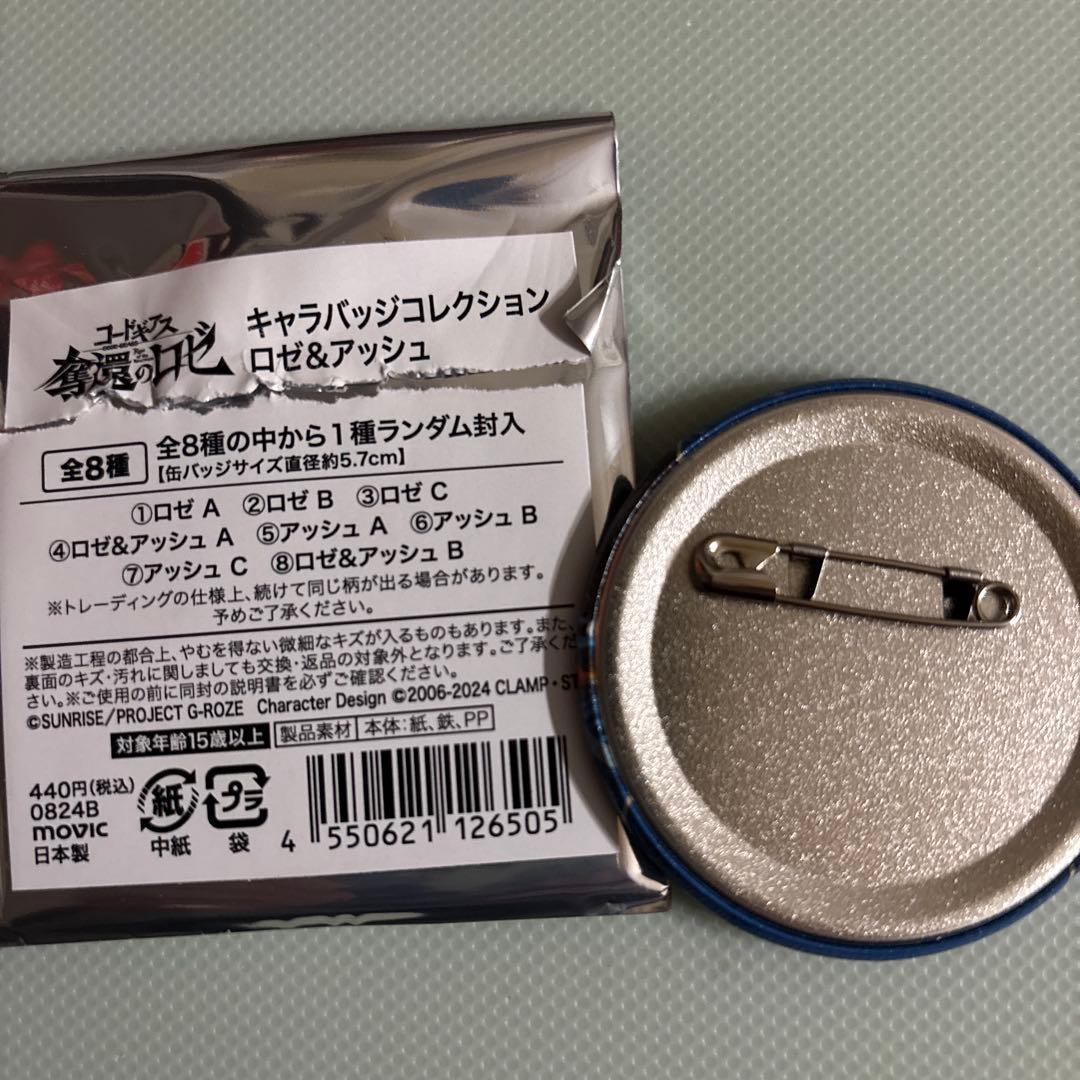 コードギアス
奪還のロゼ
キャラバッジコレクション
ロゼ&アッシュ
全8種
全8種の中から1種ランダム封入
【缶バッジサイズ直径約5.7cm】
①ロゼ A ②ロゼ B ③ロゼ C
④ロゼ&アッシュ A ⑤アッシュ A ⑥アッシュ B
⑦アッシュ C ⑧ロゼ&アッシュ B
※トレーディングの仕様上、続けて同じ柄が出る場合があります。
予めご了承ください。
※製造工程の都合上、やむを得ない微細なキズが入るものもあります。また、
裏面のキズ・汚れに関しましても交換・返品の対象外となります。ご了承くだ
さい。※ご使用の前に同封の説明書を必ずご確認ください。
©SUNRISE/PROJECT G-ROZE Character Design ©2006-2024 CLAMP・ST
対象年齢15歳以上 製品素材 本体:紙、鉄、PP
440円(税込)
0824B
movic
日本製
紙
中紙
プラ
袋
4 550621 126505